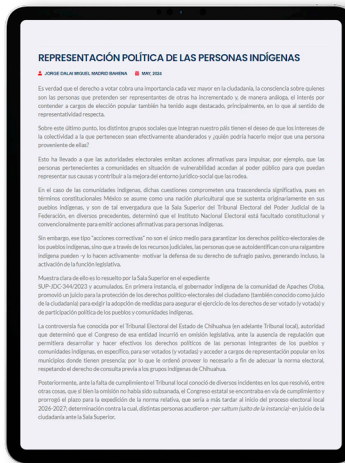 REPRESENTACIÓN POLÍTICA DE LAS PERSONAS INDÍGENAS
JORGE DALAI MIGUEL MADRID BAHENA MAY, 2024
Es verdad que el derecho a votar cobra una importancia cada vez mayor en la ciudadanía, la consciencia sobre quienes
son las personas que pretenden ser representantes de otras ha incrementado y, de manera análoga, el interés por
contender a cargos de elección popular también ha tenido auge destacado, principalmente, en lo que al sentido de
representatividad respecta.
Sobre este último punto, los distintos grupos sociales que integran nuestro país tienen el deseo de que los intereses de
la colectividad a la que pertenecen osan efectivamente abanderados y ¿quién podría hacerlo mejor que una persona
proveniente de ellas?
Esto ha llevado a que las autoridades electorales emitan acciones afirmativas para impulsar, por ejemplo, que las
personas pertenecientes a comunidades en situación de vulnerabilidad accedan al poder público para que puedan
representar sus causas y contribuir a la mejora del entorno jurídico-social que las rodea.
En el caso de las comunidades indígenas, dichas cuestiones comprometen una trascendencia significativa, pues en
términos constitucionales México se asume como una nación pluricultural que se sustenta originariamente en sus
pueblos indígenas, y son de tal envergadura que la Sala Superior del Tribunal Electoral del Poder Judicial de la
Federación, en diversos precedentes, determinó que el Instituto Nacional Electoral está facultado constitucional y
convencionalmente para emitir acciones afirmativas para personas indígenas.
Sin embargo, ese tipo "acciones correctivas" no son el único medio para garantizar los derechos político-electorales de
los pueblos indígenas, sino que a través de los recursos judiciales, las personas que se autoidentifican con una raigambre
indígena pueden -y lo hacen activamente- motivar la defensa de su derecho de sufragio pasivo, generando incluso, la
activación de la función legislativa.
Muestra clara de ello es lo resuelto por la Sala Superior en el expediente
SUP-JDC-344/2023 y acumulados. En primera instancia, el gobernador indígena de la comunidad de Apaches Oloba,
promovió un juicio para la protección de los derechos político-electorales del ciudadano (también conocido como juicio
de la ciudadanía) para exigir la adopción de medidas para asegurar el ejercicio de los derechos de ser votado (y votada) y
de participación política de los pueblos y comunidades indígenas.
La controversia fue conocida por el Tribunal Electoral del Estado de Chihuahua (en adelante Tribunal local), autoridad
que determinó que el Congreso de esa entidad incurrió en omisión legislativa, ante la ausencia de regulación que
permitiera desarrollar y hacer efectivos los derechos políticos de las personas integrantes de los pueblos y
comunidades indígenas, en específico, para ser votados (y votadas) y acceder a cargos de representación popular en los
municipios donde tienen presencia; por lo que le ordenó proveer lo necesario a fin de adecuar la norma electoral,
respetando el derecho de consulta previa a los grupos indígenas de Chihuahua.
Posteriormente, ante la falta de cumplimiento el Tribunal local conoció de diversos incidentes en los que resolvió, entre
otras cosas, que si bien la omisión no había sido subsanada, el Congreso estatal se encontraba en vía de cumplimiento y
prorrogó el plazo para la expedición de la norma relativa, que sería a más tardar al inicio del proceso electoral local
2026-2027; determinación contra la cual, distintas personas acudieron -per saltum (salto de la instancia)- en juicio de la
ciudadanía ante la Sala Superior.